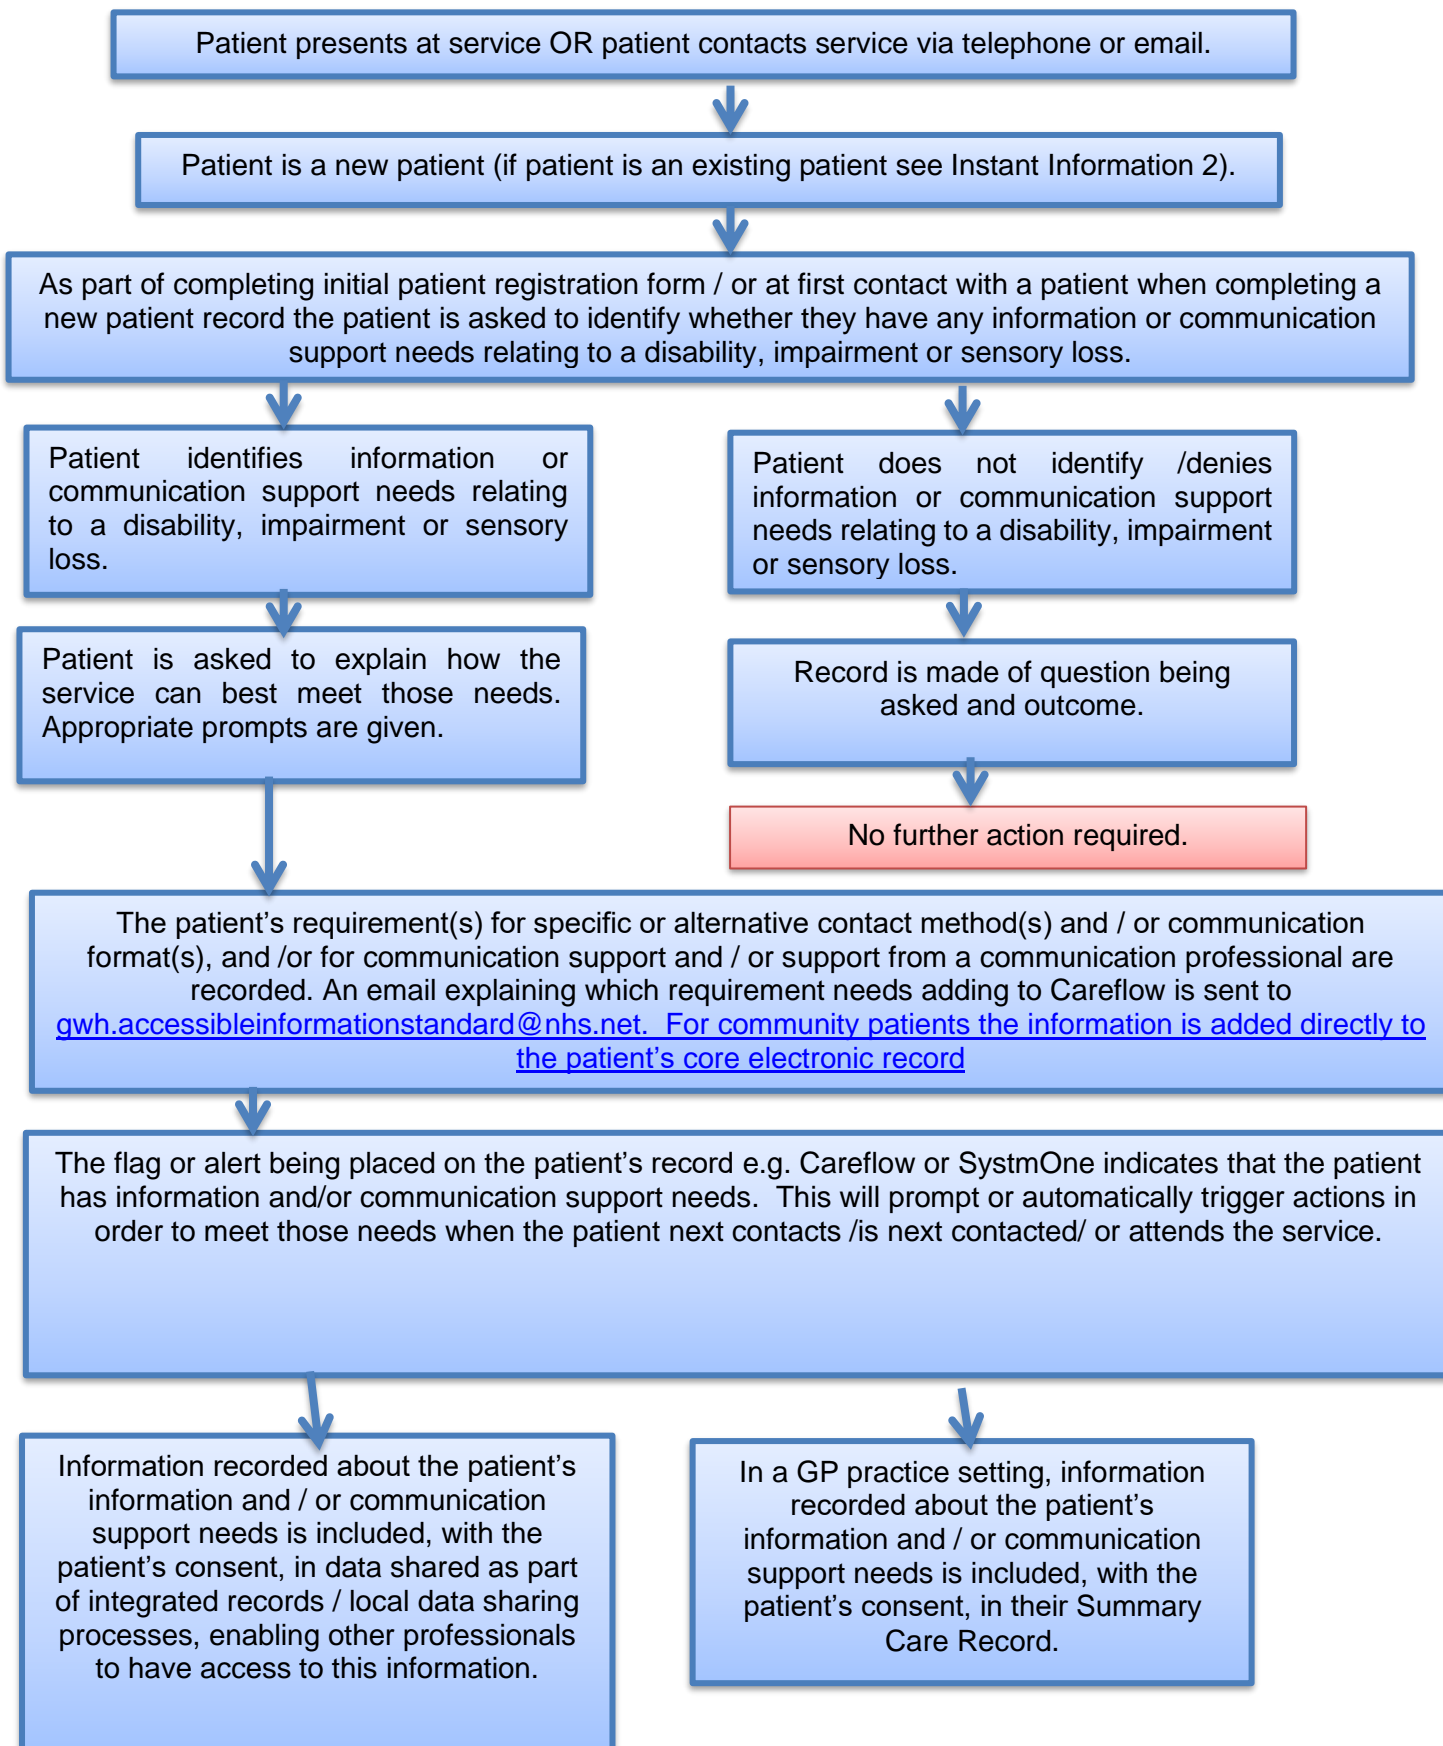 Patient presents at service OR patient contacts service via telephone or email.
Patient is a new patient (if patient is an existing patient see Instant Information 2).
As part of completing initial patient registration form / or at first contact with a patient when completing a
new patient record the patient is asked to identify whether they have any information or communication
support needs relating to a disability, impairment or sensory loss.
Patient identifies information or
communication support needs relating
to a disability, impairment or sensory
loss.
Patient does not identify /denies
information or communication support
needs relating to a disability, impairment
or sensory loss.
Patient is asked to explain how the
service can best meet those needs.
Appropriate prompts are given.
Record is made of question being
asked and outcome.
No further action required.
The patient’s requirement(s) for specific or alternative contact method(s) and / or communication
format(s), and /or for communication support and / or support from a communication professional are
recorded. An email explaining which requirement needs adding to Careflow is sent to
gwh.accessibleinformationstandard@nhs.net. For community patients the information is added directly to
the patient’s core electronic record
The flag or alert being placed on the patient’s record e.g. Careflow or SystmOne indicates that the patient
has information and/or communication support needs. This will prompt or automatically trigger actions in
order to meet those needs when the patient next contacts /is next contacted/ or attends the service.
Information recorded about the patient’s
information and / or communication
support needs is included, with the
patient’s consent, in data shared as part
of integrated records / local data sharing
processes, enabling other professionals
to have access to this information.
In a GP practice setting, information
recorded about the patient’s
information and / or communication
support needs is included, with the
patient’s consent, in their Summary
Care Record.